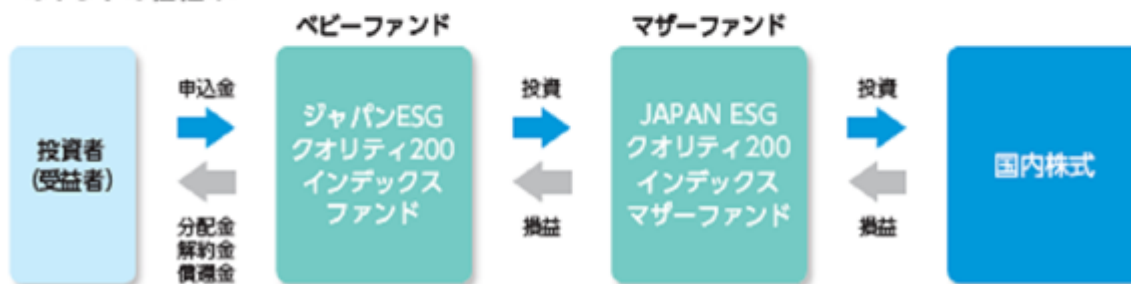 ベビーファンド
マザーファンド
投資者
(受益者)
申込金
分配金
解約金
償還金
ジャパンESG
クオリティ200
インデックス
ファンド
投資
損益
JAPAN ESG
クオリティ200
インデックス
マザーファンド
投資
損益
国内株式